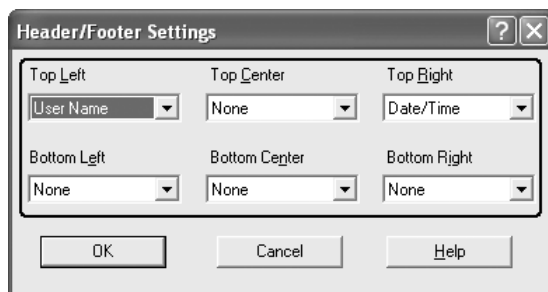 Header/Footer Settings
Top Left Top Center Top Right
User Name None Date/Time
Bottom Left Bottom Center Bottom Right
None None None
OK Cancel Help